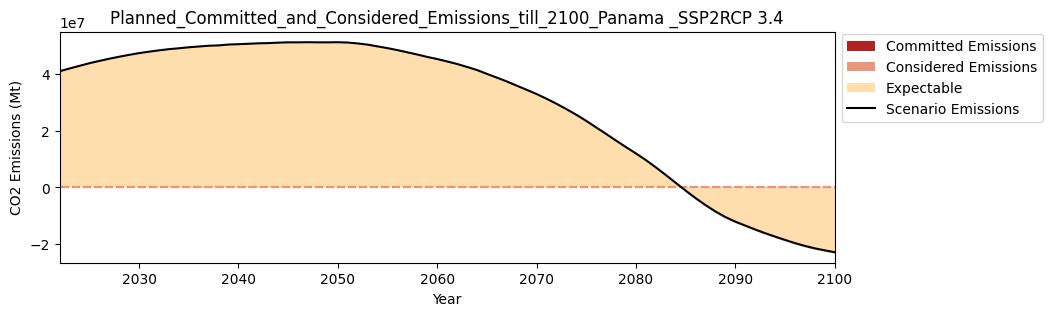 Planned_Committed_and_Considered_Emissions_till_2100_Panama _SSP2RCP 3.4
1e7
Committed Emissions
Considered Emissions
Expectable
Scenario Emissions
CO2 Emissions (Mt)
4
2
0
−2
2030 2040 2050 2060 2070 2080 2090 2100
Year